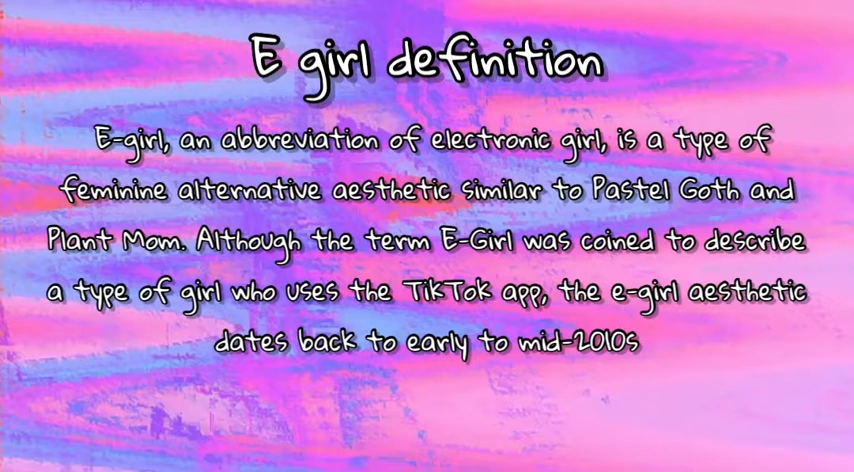 E girl definition
E-girl, an abbreviation of electronic girl, is a type of
feminine alternative aesthetic similar to Pastel Goth and
Plant Mom. Although the term E-Girl was coined to describe
a type of girl who uses the TikTok app, the e-girl aesthetic
dates back to early to mid-2010s